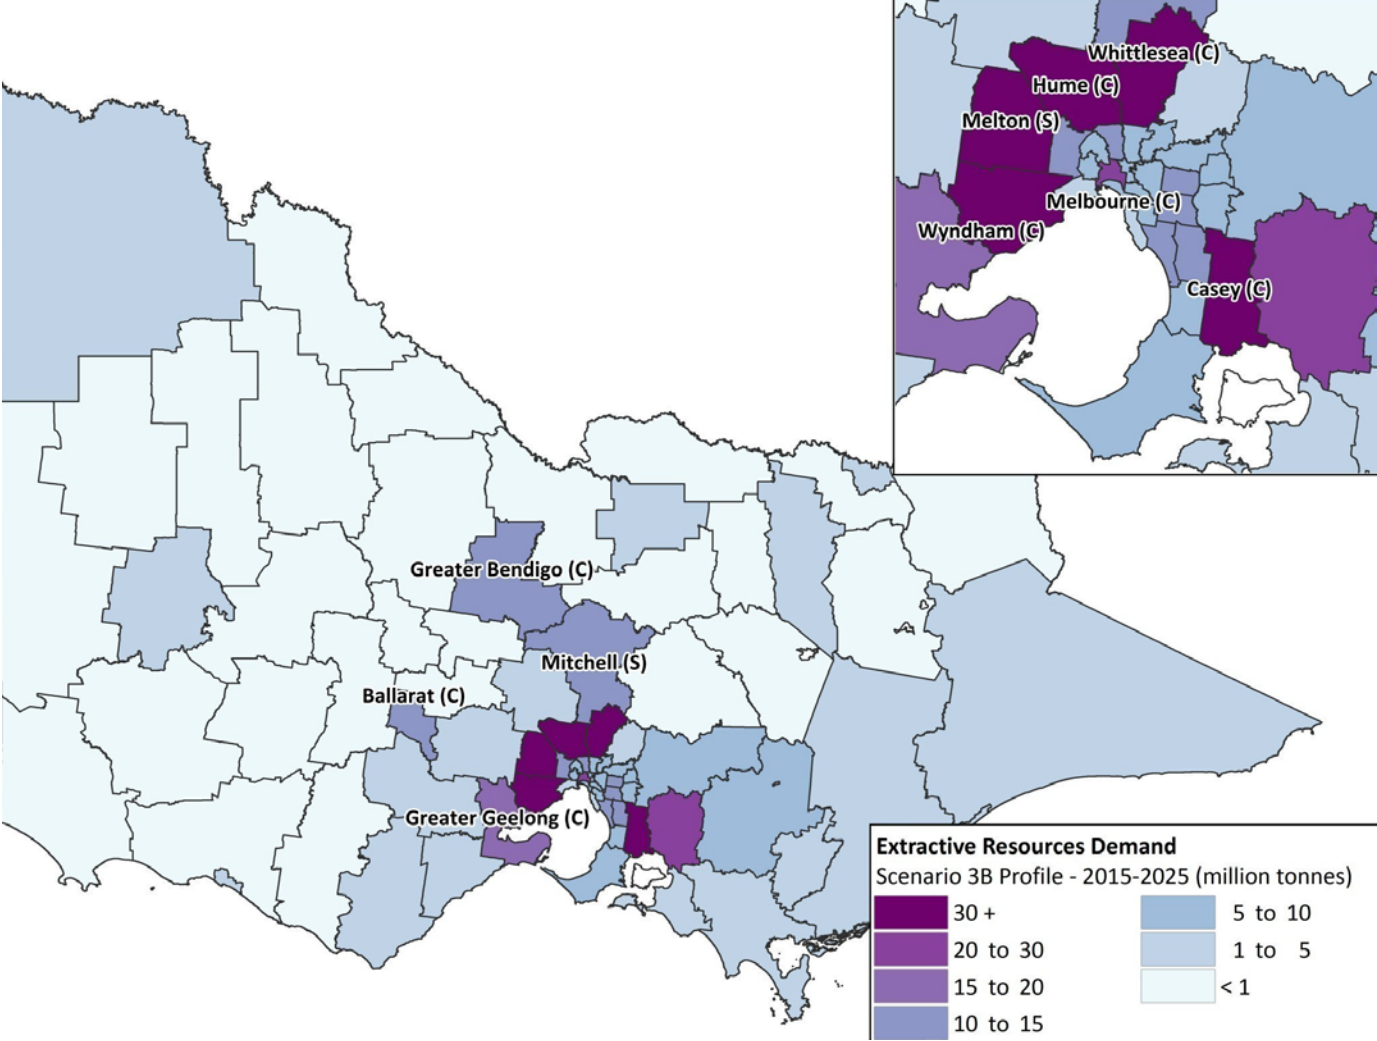 Whittlesea (C)
Hume (C)
Melton (S)
Melbourne (C)
Wyndham (C)
Casey (C)
Greater Bendigo (C)
Mitchell (S)
Ballarat (C)
Greater Geelong (C)
Extractive Resources Demand
Scenario 3B Profile - 2015-2025 (million tonnes)
30 +
20 to 30
15 to 20
10 to 15
5 to 10
1 to 5
< 1